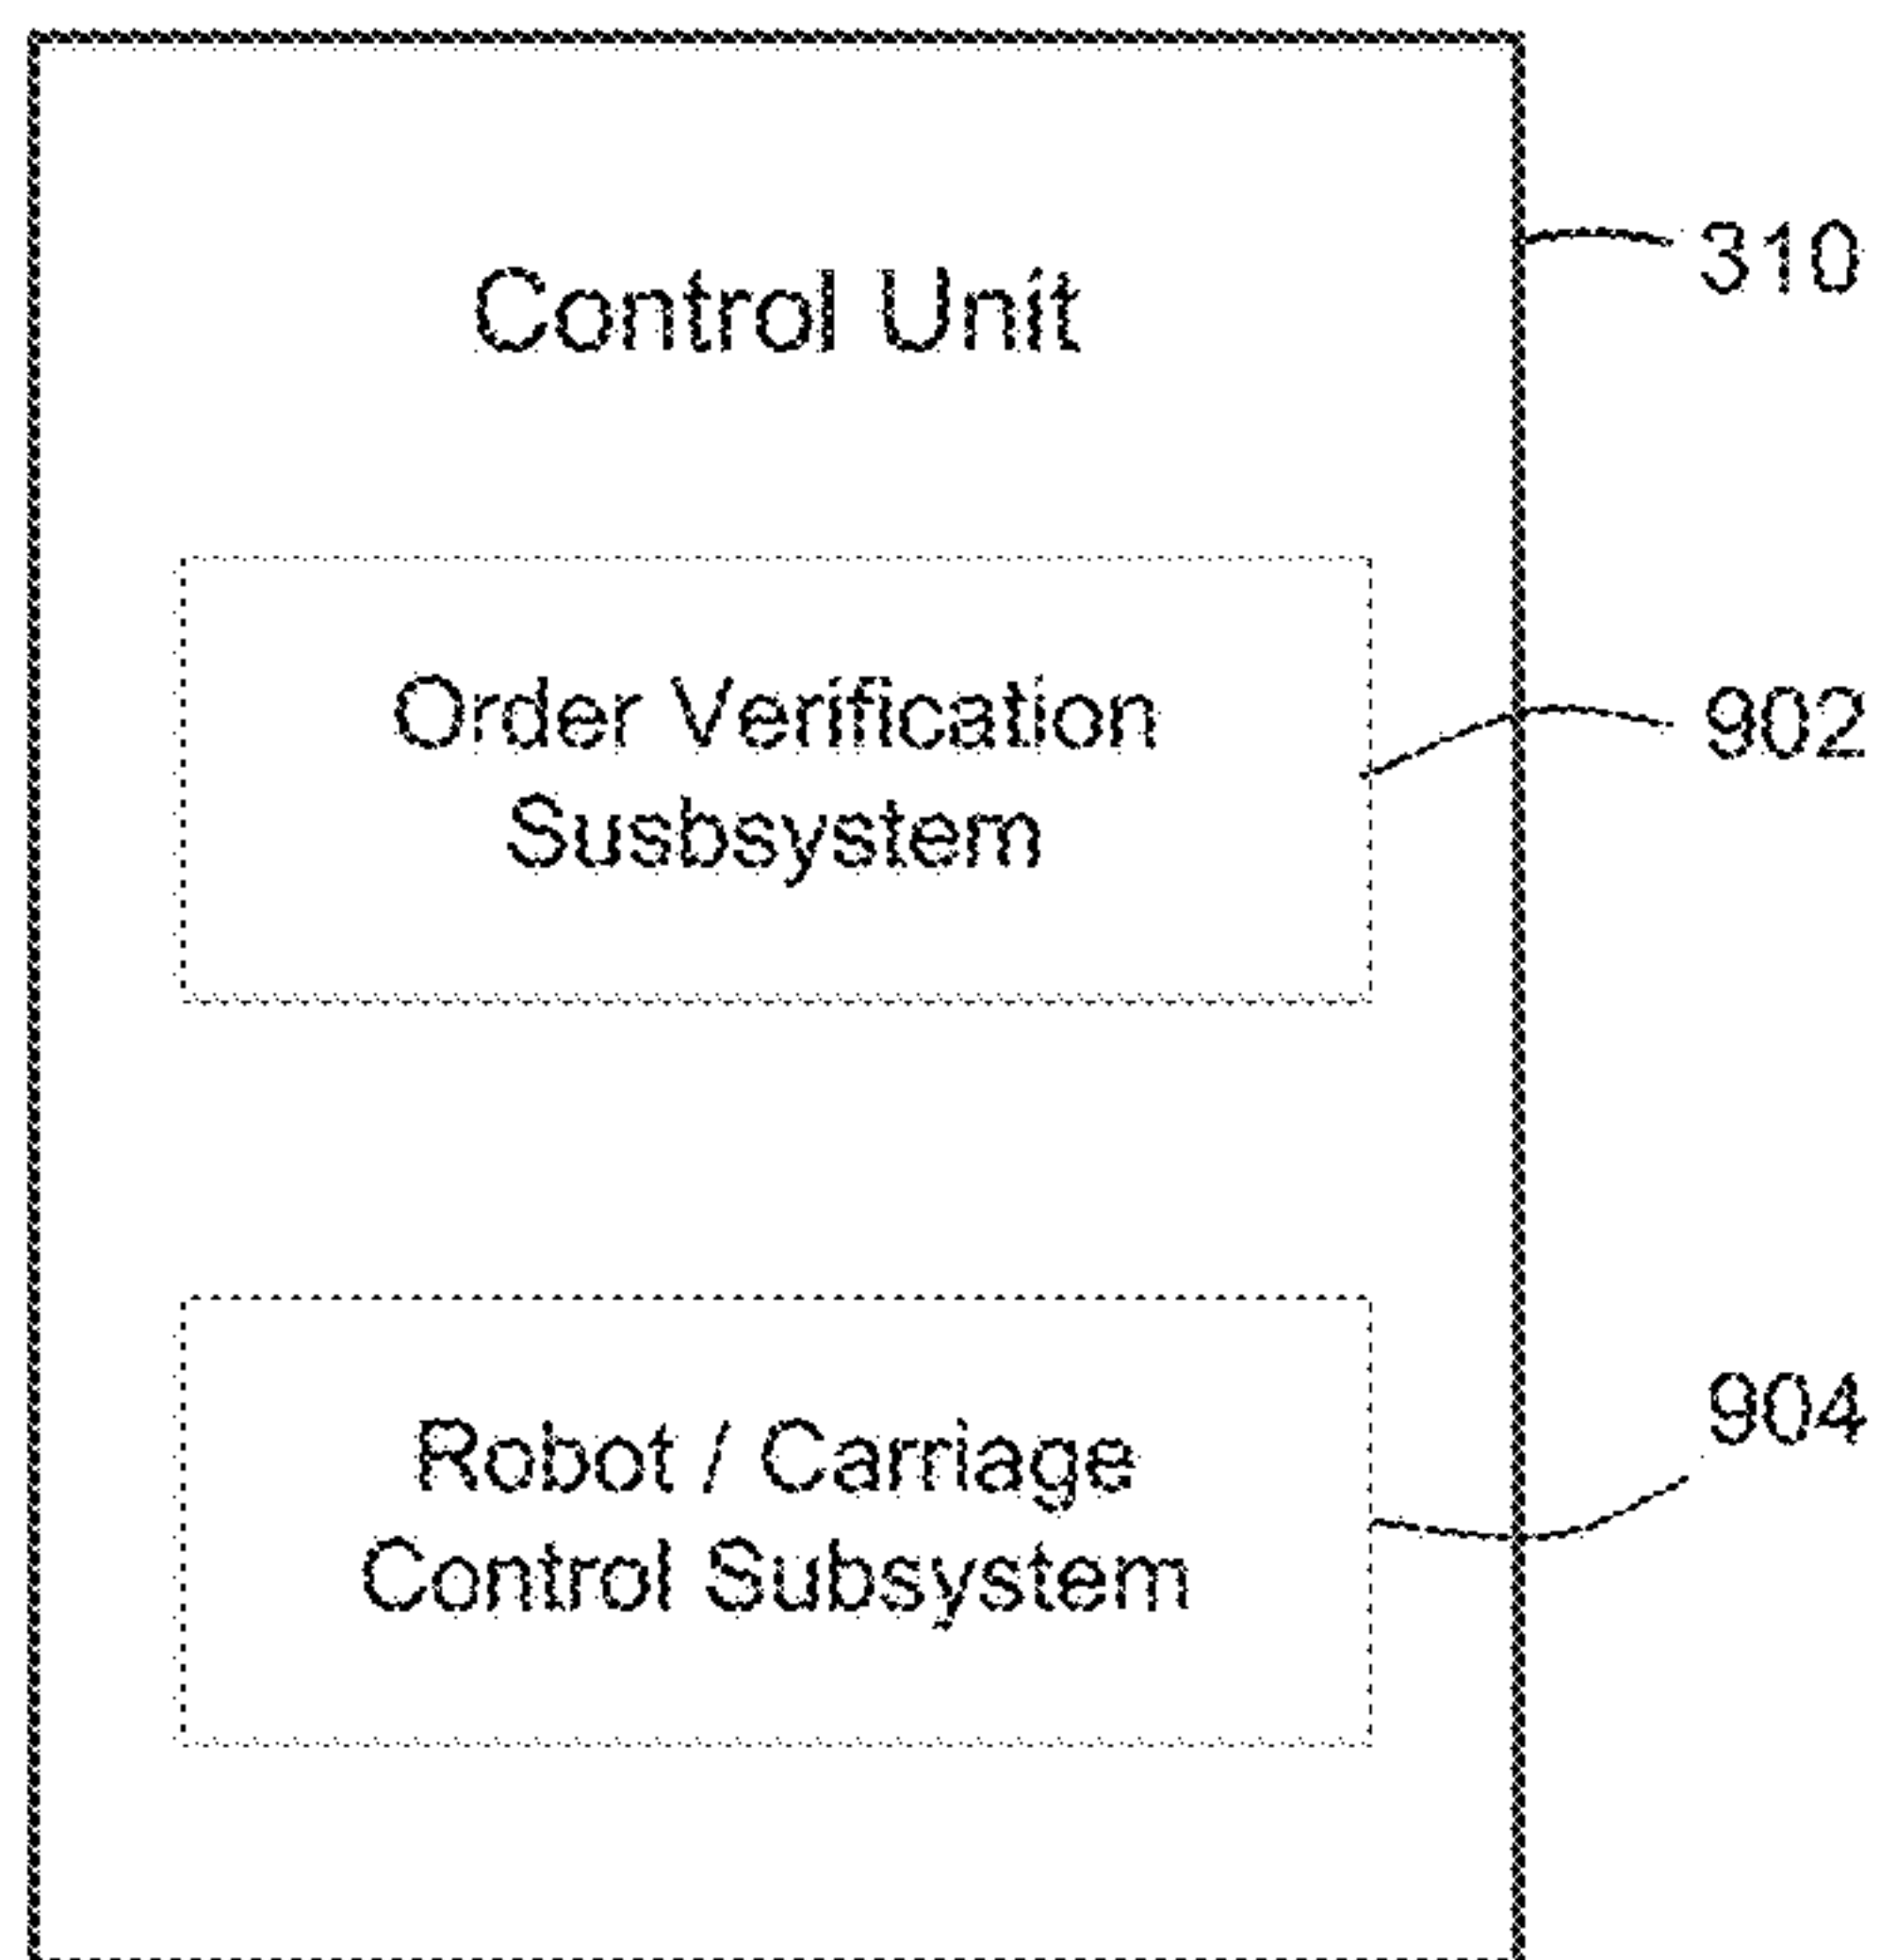 Control Unit
310
Order Verification
Susbsystem
902
Robot / Carriage
Control Subsystem
904